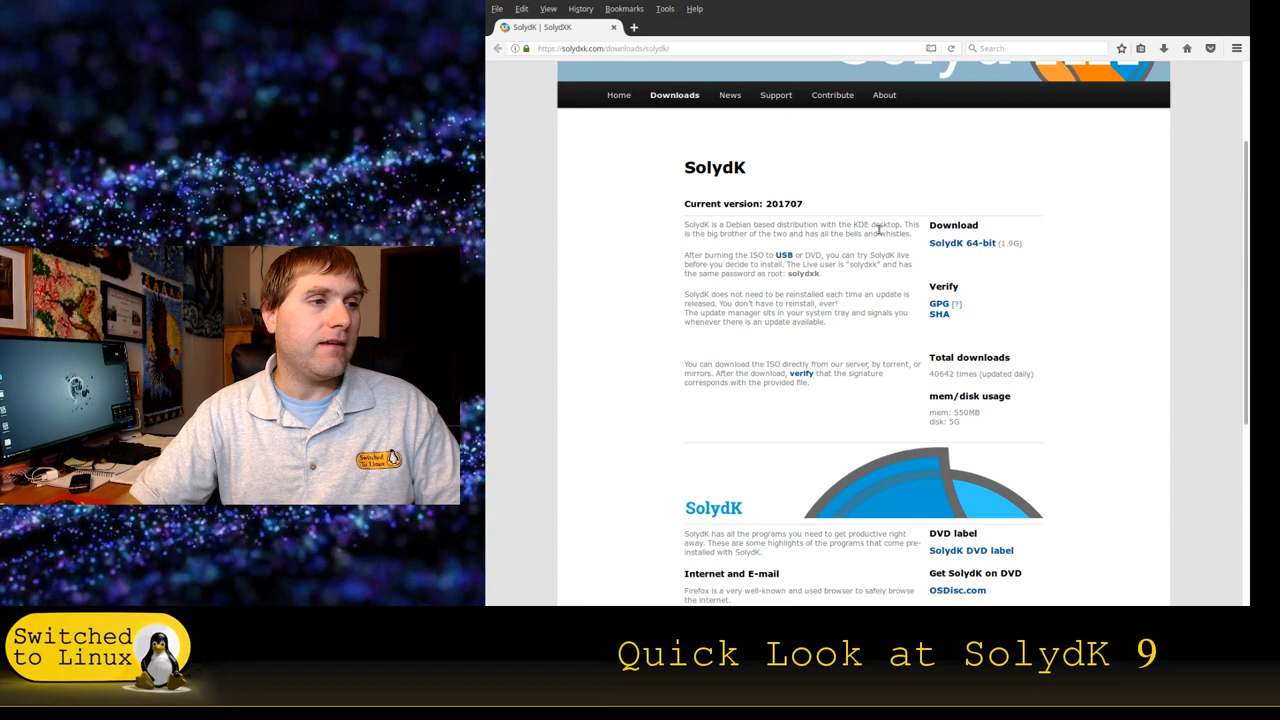 File Edit View History Bookmarks Tools Help
SolydK | SolydXK
https://solydxk.com/downloads/solydk/
Search
Home Downloads News Support Contribute About
SolydK
Current version: 201707
SolydK is a Debian based distribution with the KDE desktop. This
is the big brother of the two and has all the bells and whistles.
After burning the ISO to USB or DVD, you can try SolydK live
before you decide to install. The Live user is "solydxk" and has
the same password as root: solydxk.
SolydK does not need to be reinstalled each time an update is
released. You don't have to reinstall, ever!
The update manager sits in your system tray and signals you
whenever there is an update available.
You can download the ISO directly from our server, by torrent, or
mirrors. After the download, verify that the signature
corresponds with the provided file.
Download
SolydK 64-bit (1.9G)
Verify
GPG [?]
SHA
Total downloads
40642 times (updated daily)
mem/disk usage
mem: 550MB
disk: 5G
SolydK
SolydK has all the programs you need to get productive right
away. These are some highlights of the programs that come pre-
installed with SolydK.
Internet and E-mail
Firefox is a very well-known and used browser to safely browse
the internet.
DVD label
SolydK DVD label
Get SolydK on DVD
OSDisc.com
Switched
to Linux
Switched
to Linux
Quick Look at SolydK 9